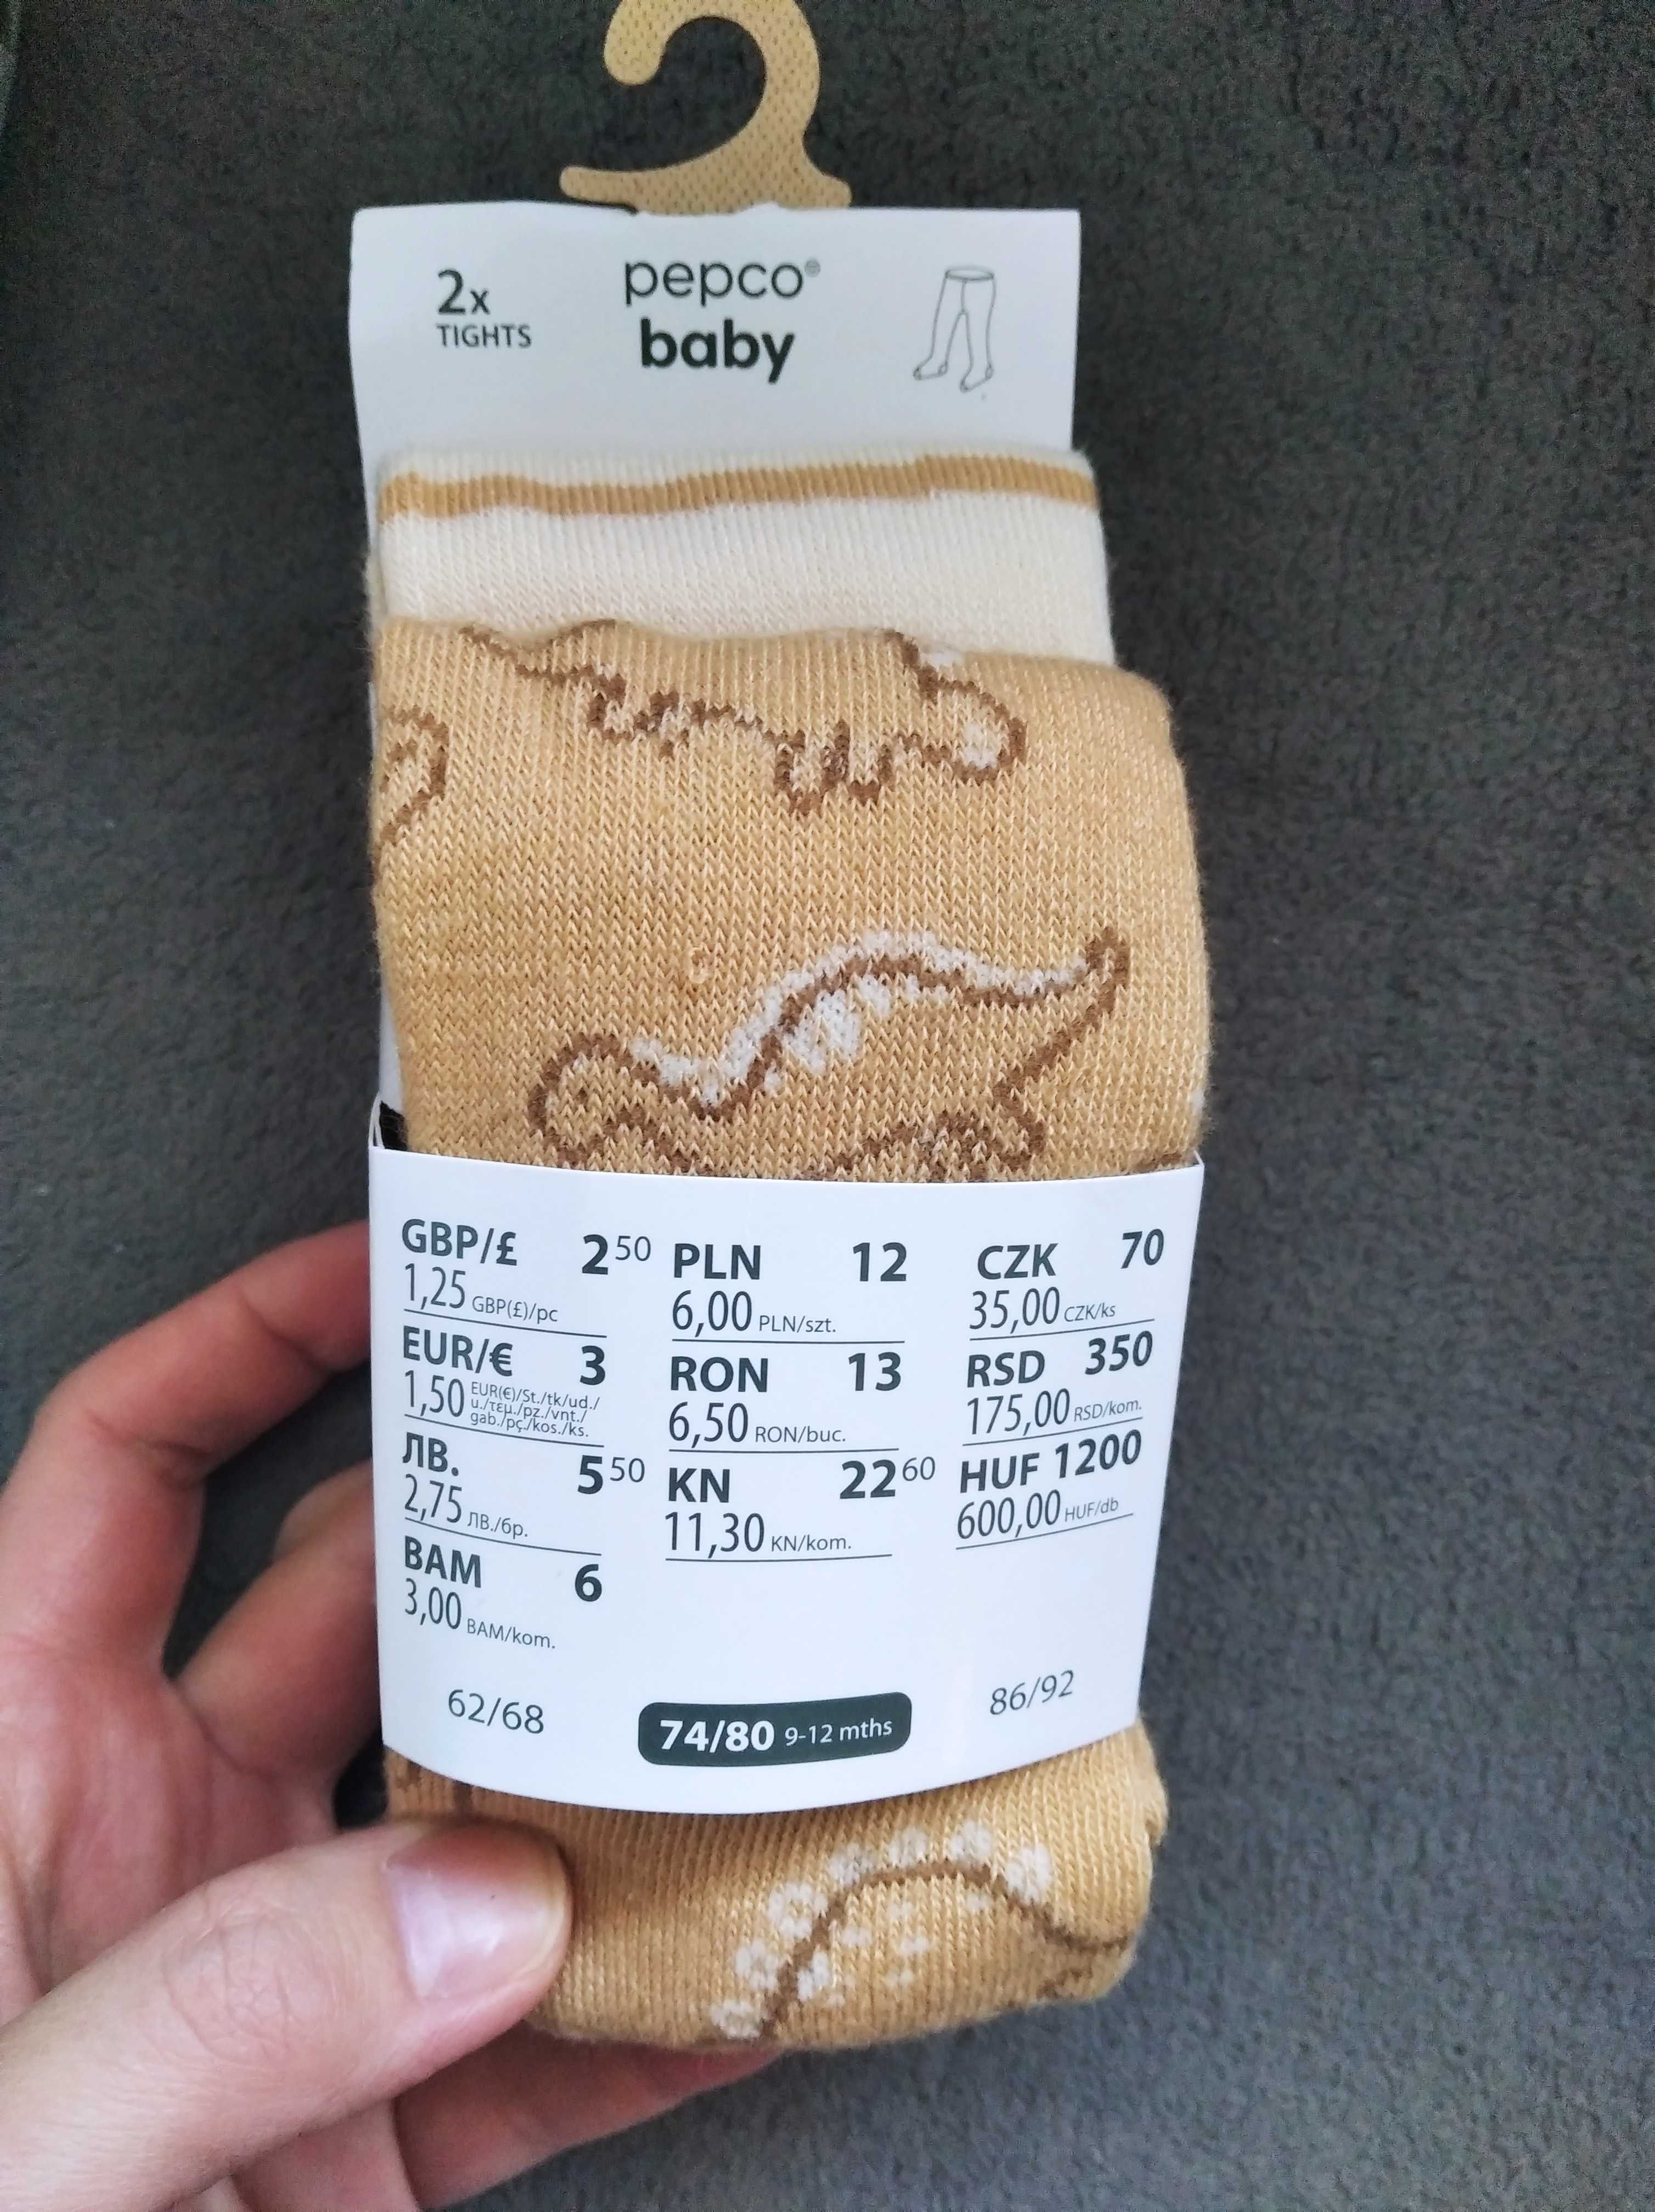 2x
TIGHTS
pepco®
baby
GBP/£ 2 50
1,25 GBP(£)/pc
EUR/€ 3
1,50 EUR(€)/St./tk/ud./
u./τεμ./pz./vnt./
gab./pç./kos./ks.
ЛВ. 5 50
2,75 ЛВ./бр.
BAM 6
3,00 BAM/kom.
PLN 12
6,00 PLN/szt.
RON 13
6,50 RON/buc.
KN 22 60
11,30 KN/kom.
CZK 70
35,00 CZK/ks
RSD 350
175,00 RSD/kom.
HUF 1200
600,00 HUF/db
62/68
74/80 9-12 mths
86/92